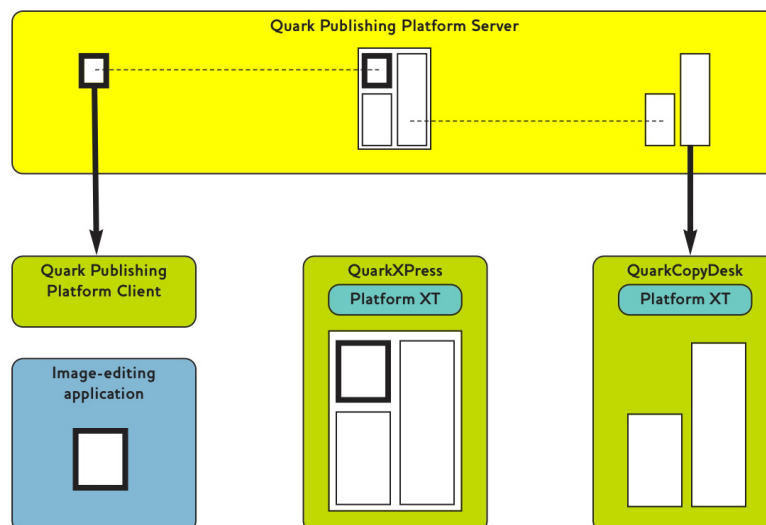 Quark Publishing Platform Server
Quark Publishing
Platform Client
QuarkXPress
Platform XT
QuarkCopyDesk
Platform XT
Image-editing
application